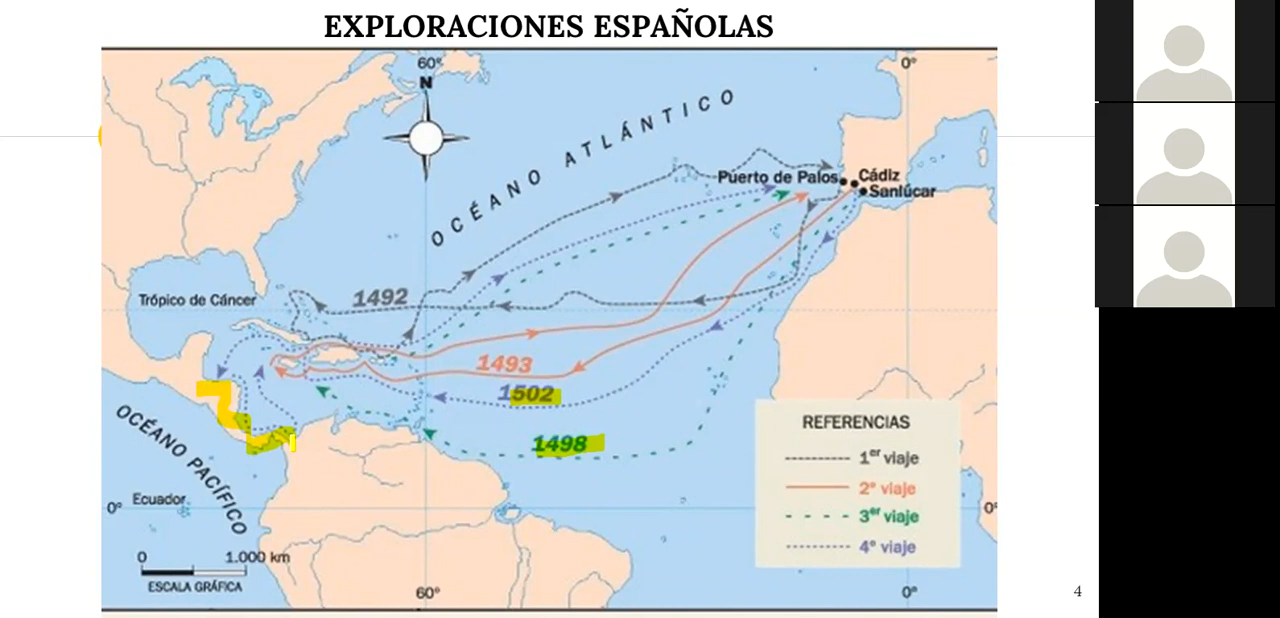 EXPLORACIONES ESPAÑOLAS
60°
0°
N
OCÉANO ATLÁNTICO
Puerto de Palos
Cádiz
Sanlúcar
Trópico de Cáncer
1492
1493
1502
1498
OCÉANO PACÍFICO
Ecuador
0°
0°
REFERENCIAS
1er viaje
2° viaje
3er viaje
4° viaje
0 1.000 km
ESCALA GRÁFICA
60°
0°
4